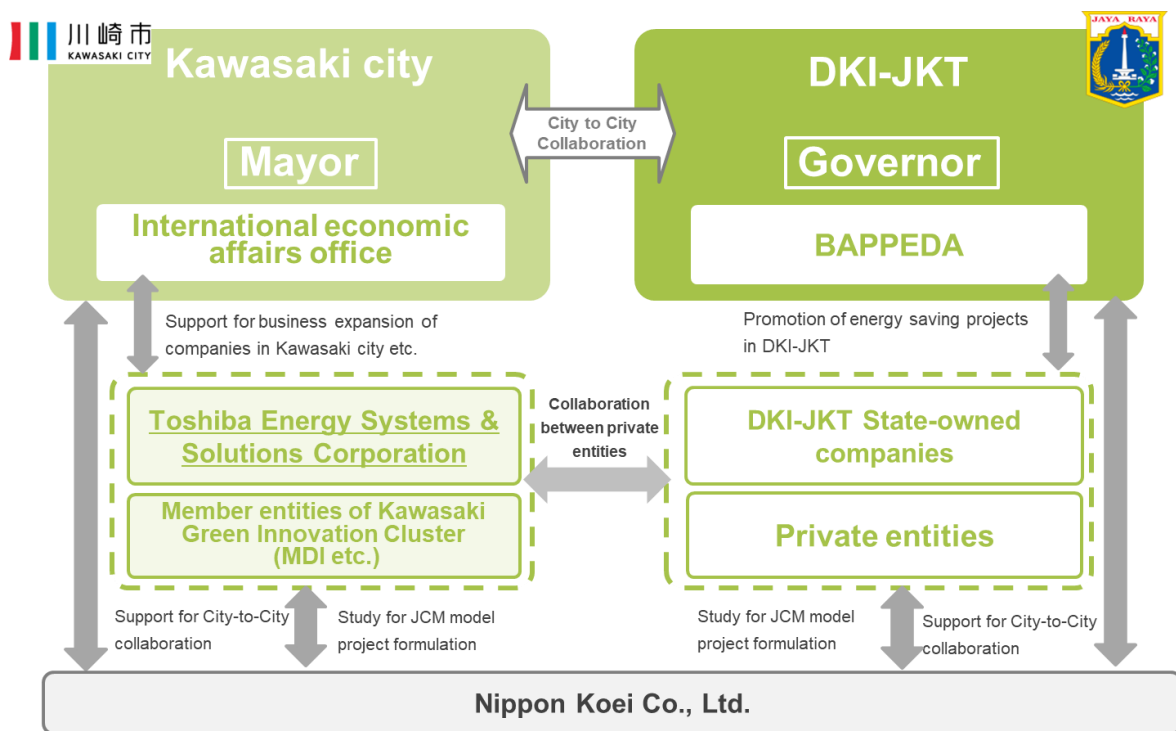 川崎市
KAWASAKI CITY
Kawasaki city
Mayor
International economic
affairs office
City to City
Collaboration
JAYA RAYA
DKI-JKT
Governor
BAPPEDA
Support for business expansion of
companies in Kawasaki city etc.
Promotion of energy saving projects
in DKI-JKT
Toshiba Energy Systems &
Solutions Corporation
Member entities of Kawasaki
Green Innovation Cluster
(MDI etc.)
Collaboration
between private
entities
DKI-JKT State-owned
companies
Private entities
Support for City-to-City
collaboration
Study for JCM model
project formulation
Study for JCM model
project formulation
Support for City-to-City
collaboration
Nippon Koei Co., Ltd.